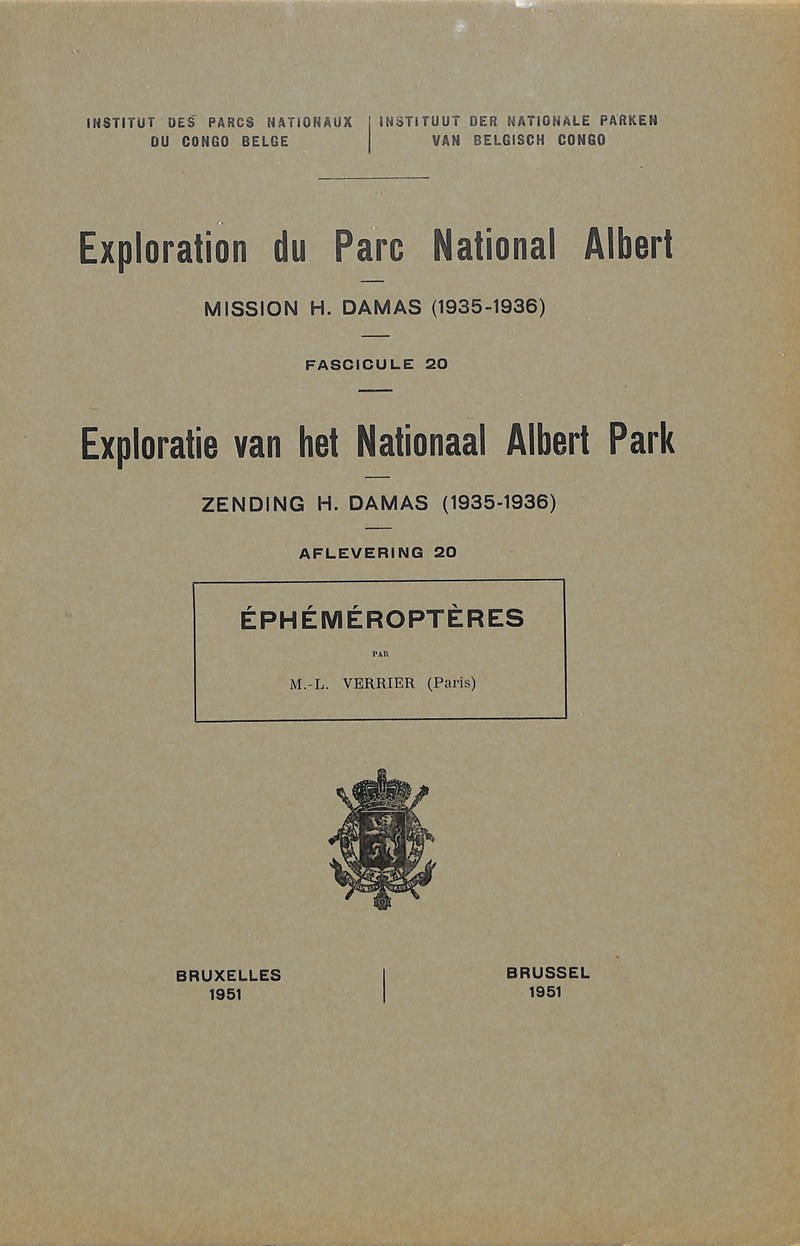 INSTITUT DES PARCS NATIONAUX
DU CONGO BELGE
INSTITUUT DER NATIONALE PARKEN
VAN BELGISCH CONGO
Exploration du Parc National Albert
MISSION H. DAMAS (1935-1936)
FASCICULE 20
Exploratie van het Nationaal Albert Park
ZENDING H. DAMAS (1935-1936)
AFLEVERING 20
ÉPHÉMÉROPTÈRES
PAR
M.-L. VERRIER (Paris)
BRUXELLES
1951
BRUSSEL
1951